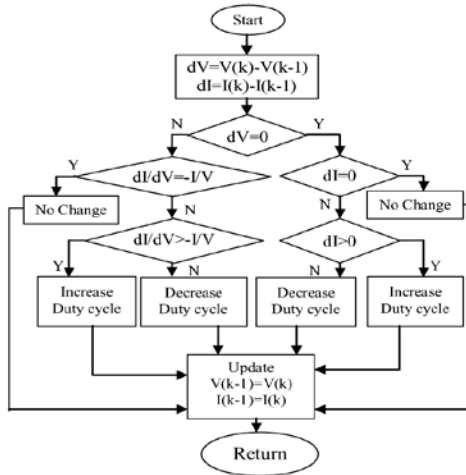 Start
dV=V(k)-V(k-1)
dI=I(k)-I(k-1)
N
Y
dV=0
Y
dI/dV=-I/V
dI=0
Y
No Change
N
N
No Change
dI/dV>-I/V
dI>0
Y
N
N
Y
Increase
Duty cycle
Decrease
Duty cycle
Decrease
Duty cycle
Increase
Duty cycle
Update
V(k-1)=V(k)
I(k-1)=I(k)
Return